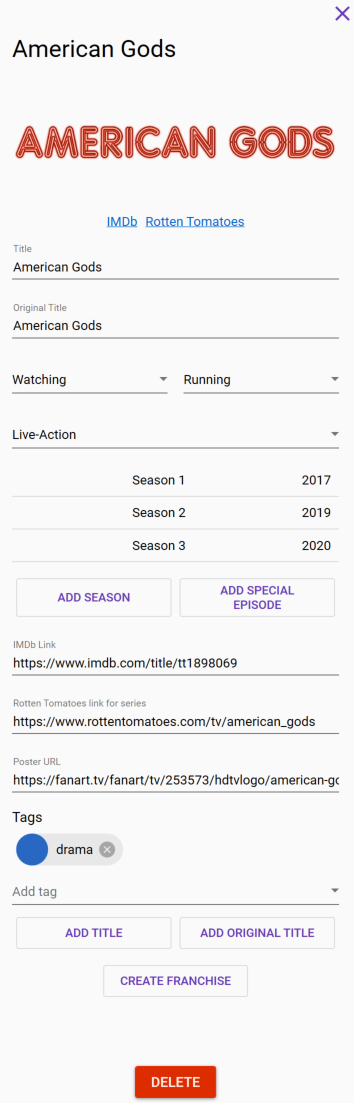 American Gods
AMERICAN GODS
IMDb Rotten Tomatoes
Title
American Gods
Original Title
American Gods
Watching Running
Live-Action
Season 1 2017
Season 2 2019
Season 3 2020
ADD SEASON ADD SPECIAL EPISODE
IMDb Link
https://www.imdb.com/title/tt1898069
Rotten Tomatoes link for series
https://www.rottentomatoes.com/tv/american_gods
Poster URL
https://fanart.tv/fanart/tv/253573/hdtvlogo/american-go
Tags
drama
Add tag
ADD TITLE ADD ORIGINAL TITLE
CREATE FRANCHISE
DELETE